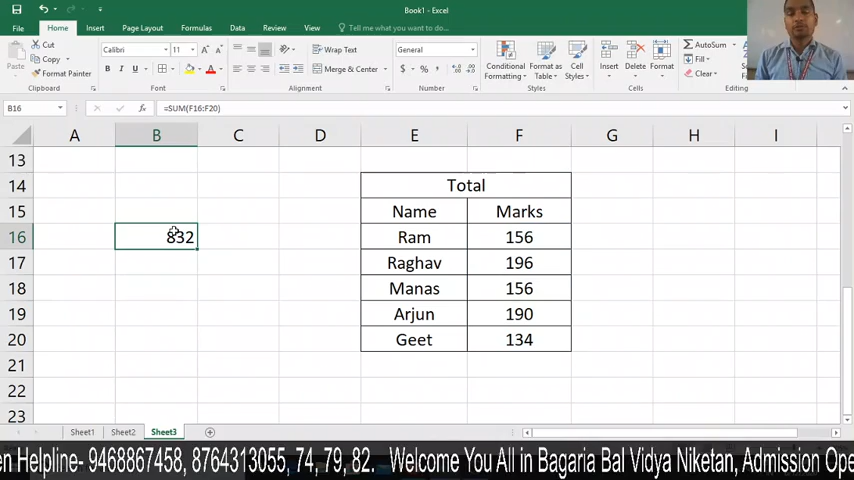 Book1 - Excel
File Home Insert Page Layout Formulas Data Review View Tell me what you want to do...
Paste Cut Copy Format Painter Calibri 11 Wrap Text Merge & Center General Conditional Formatting Format as Table Cell Styles Insert Delete Format AutoSum Fill Clear
Clipboard Font Alignment Number Styles Cells Editing
B16 =SUM(F16:F20)
A B C D E F G H I
13
14 Total
15 Name Marks
16 832 Ram 156
17 Raghav 196
18 Manas 156
19 Arjun 190
20 Geet 134
21
22
23
Sheet1 Sheet2 Sheet3
en Helpline- 9468867458, 8764313055, 74, 79, 82. Welcome You All in Bagaria Bal Vidya Niketan, Admission Ope